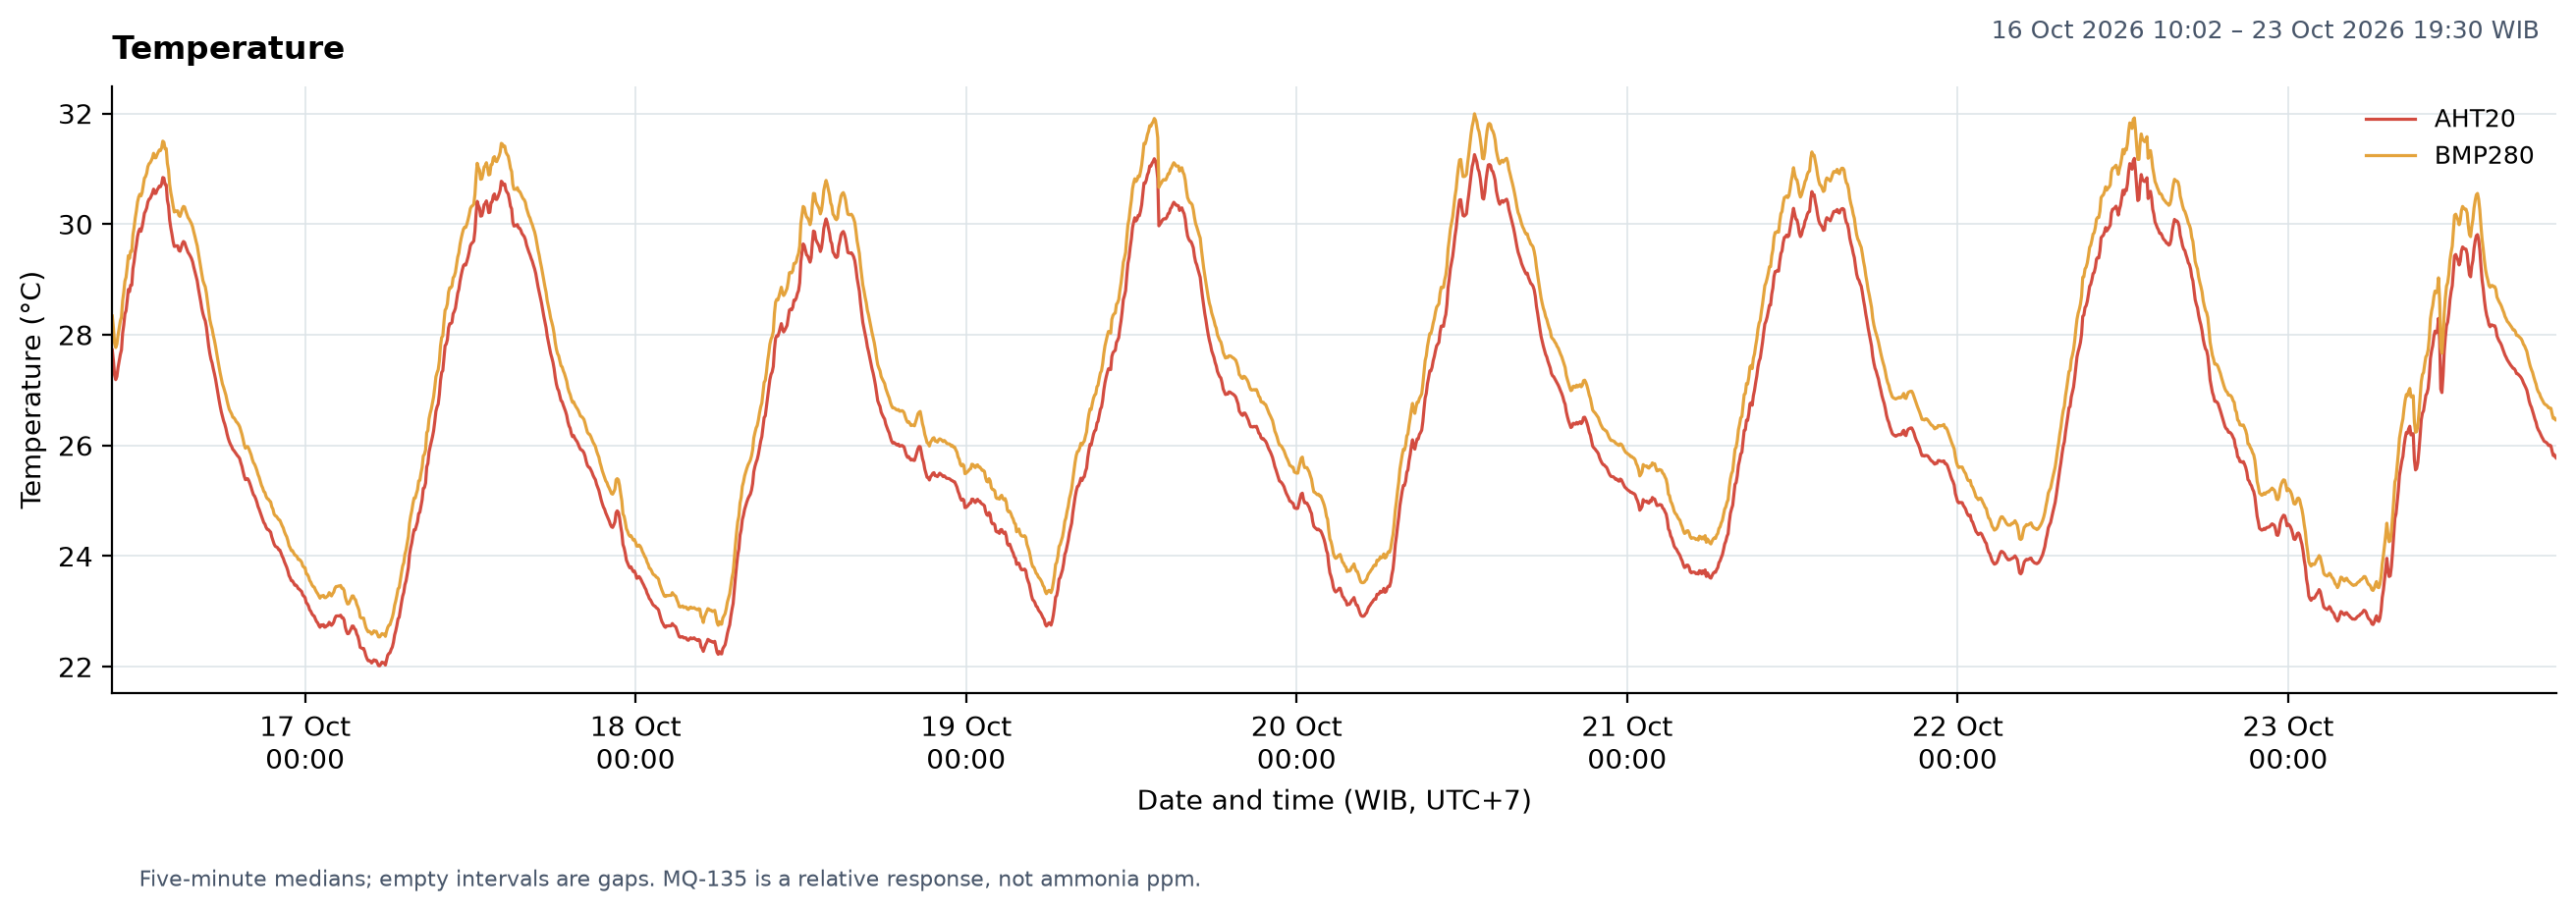 16 Oct 2026 10:02 – 23 Oct 2026 19:30 WIB
Temperature
Temperature (°C)
32
30
28
26
24
22
AHT20
BMP280
17 Oct 18 Oct 19 Oct 20 Oct 21 Oct 22 Oct 23 Oct
00:00 00:00 00:00 00:00 00:00 00:00 00:00
Date and time (WIB, UTC+7)
Five-minute medians; empty intervals are gaps. MQ-135 is a relative response, not ammonia ppm.